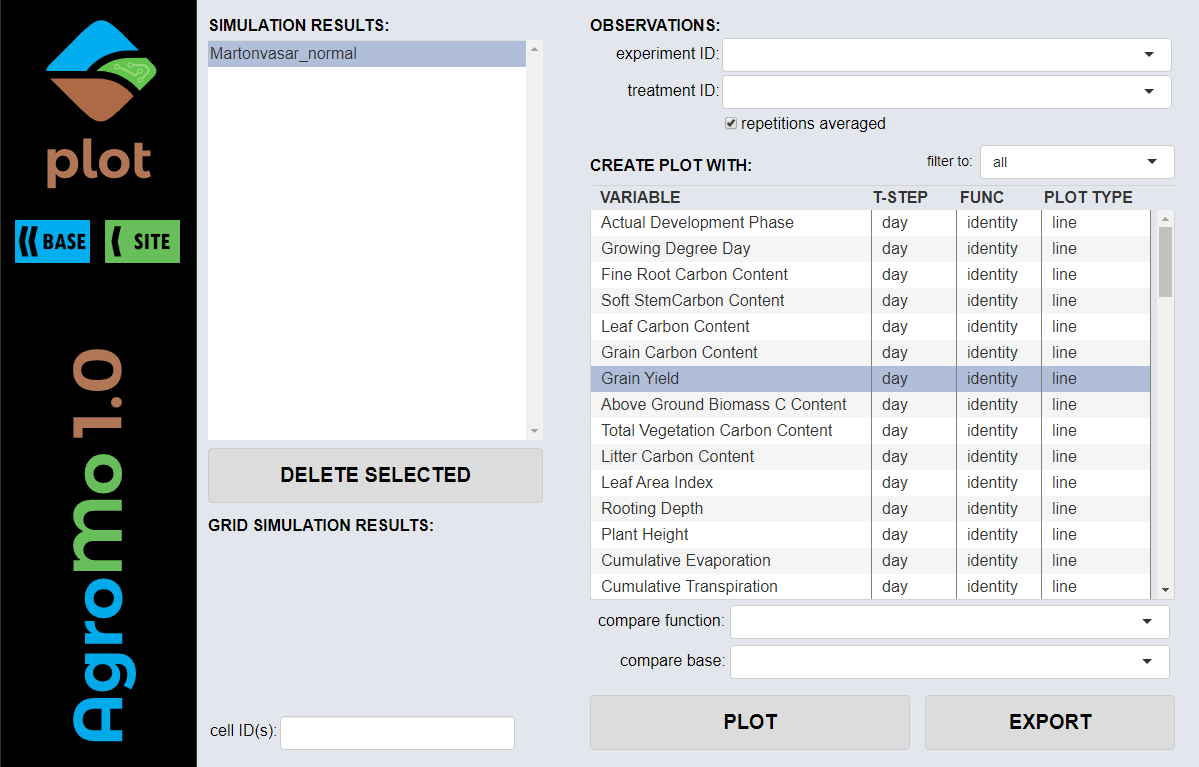 plot
BASE
SITE
AgroMo 1.0
SIMULATION RESULTS:
Martonvasar_normal
DELETE SELECTED
GRID SIMULATION RESULTS:
cell ID(s):
OBSERVATIONS:
experiment ID:
treatment ID:
repetitions averaged
CREATE PLOT WITH:
filter to: all
VARIABLE T-STEP FUNC PLOT TYPE
Actual Development Phase day identity line
Growing Degree Day day identity line
Fine Root Carbon Content day identity line
Soft StemCarbon Content day identity line
Leaf Carbon Content day identity line
Grain Carbon Content day identity line
Grain Yield day identity line
Above Ground Biomass C Content day identity line
Total Vegetation Carbon Content day identity line
Litter Carbon Content day identity line
Leaf Area Index day identity line
Rooting Depth day identity line
Plant Height day identity line
Cumulative Evaporation day identity line
Cumulative Transpiration day identity line
compare function:
compare base:
PLOT
EXPORT